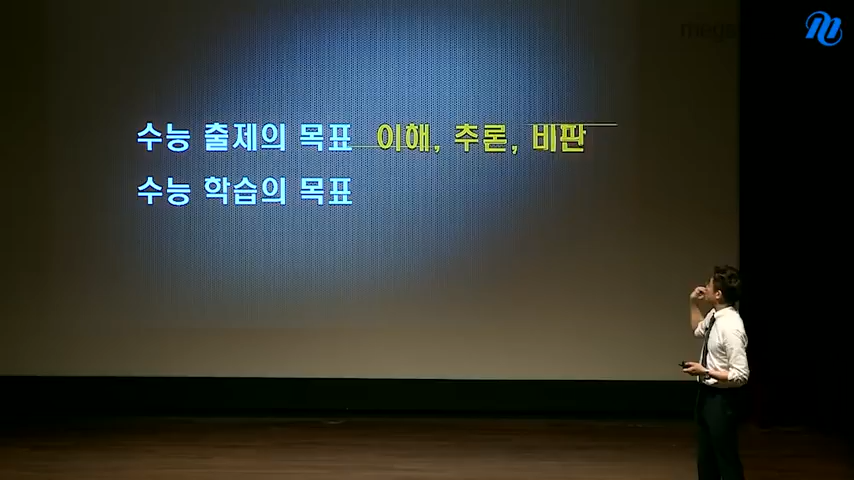 수능 출제의 목표 이해, 추론, 비판
수능 학습의 목표